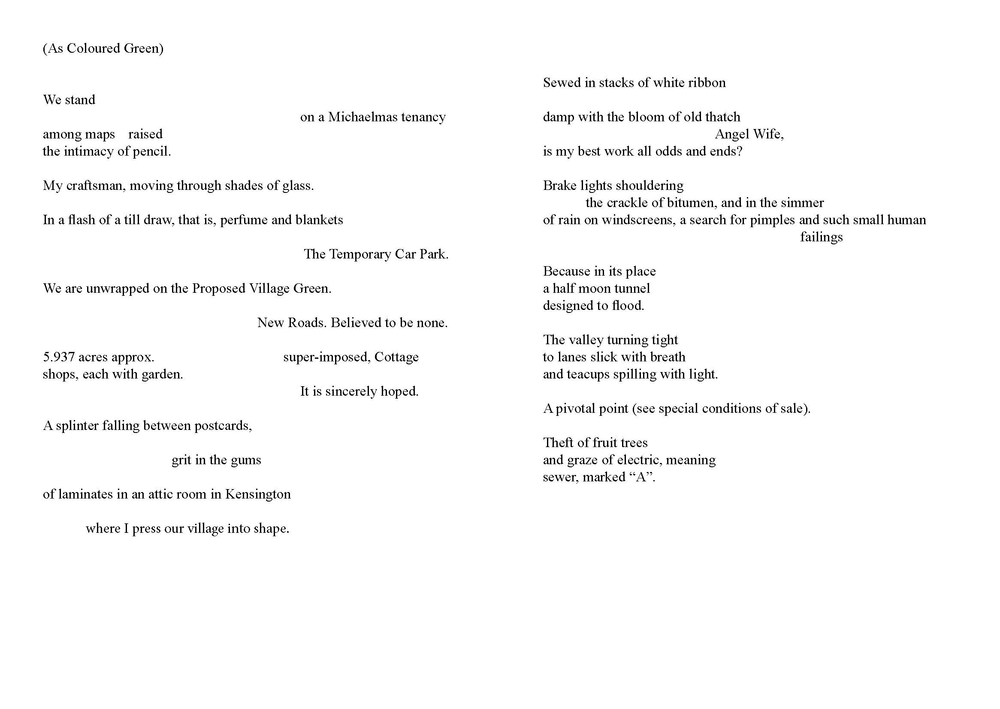 (As Coloured Green)
We stand
on a Michaelmas tenancy
among maps raised
the intimacy of pencil.
My craftsman, moving through shades of glass.
In a flash of a till draw, that is, perfume and blankets
The Temporary Car Park.
We are unwrapped on the Proposed Village Green.
New Roads. Believed to be none.
5.937 acres approx. super-imposed, Cottage
shops, each with garden.
It is sincerely hoped.
A splinter falling between postcards,
grit in the gums
of laminates in an attic room in Kensington
where I press our village into shape.
Sewed in stacks of white ribbon
damp with the bloom of old thatch
Angel Wife,
is my best work all odds and ends?
Brake lights shouldering
the crackle of bitumen, and in the simmer
of rain on windscreens, a search for pimples and such small human
failings
Because in its place
a half moon tunnel
designed to flood.
The valley turning tight
to lanes slick with breath
and teacups spilling with light.
A pivotal point (see special conditions of sale).
Theft of fruit trees
and graze of electric, meaning
sewer, marked “A”.